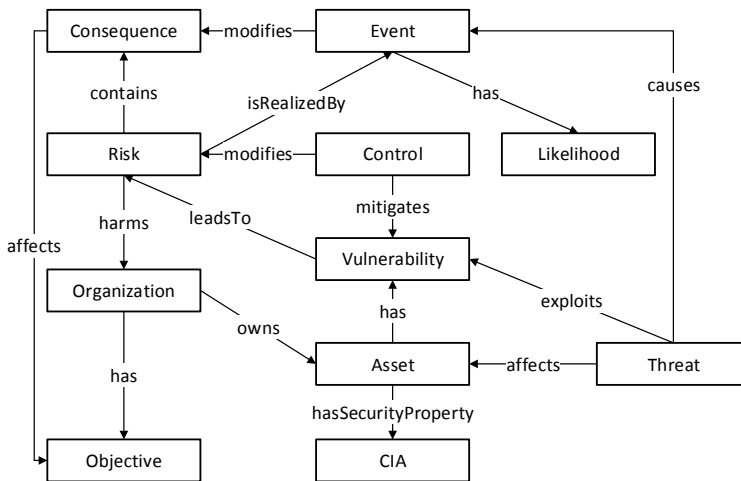 Consequence
modifies
Event
contains
isRealizedBy
has
causes
Risk
modifies
Control
Likelihood
affects
harms
leadsTo
mitigates
Vulnerability
Organization
owns
has
exploits
has
Asset
affects
Threat
hasSecurityProperty
Objective
CIA